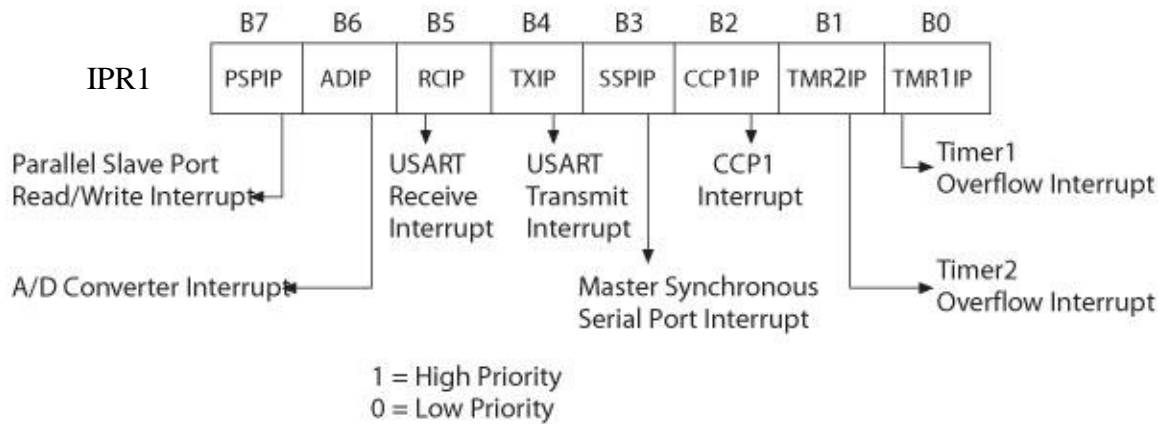 B7 B6 B5 B4 B3 B2 B1 B0
IPR1 PSPIP ADIP RCIP TXIP SSPIP CCP1IP TMR2IP TMR1IP
Parallel Slave Port
Read/Write Interrupt
USART
Receive
Interrupt
USART
Transmit
Interrupt
CCP1
Interrupt
Timer1
Overflow Interrupt
A/D Converter Interrupt
Master Synchronous
Serial Port Interrupt
Timer2
Overflow Interrupt
1 = High Priority
0 = Low Priority